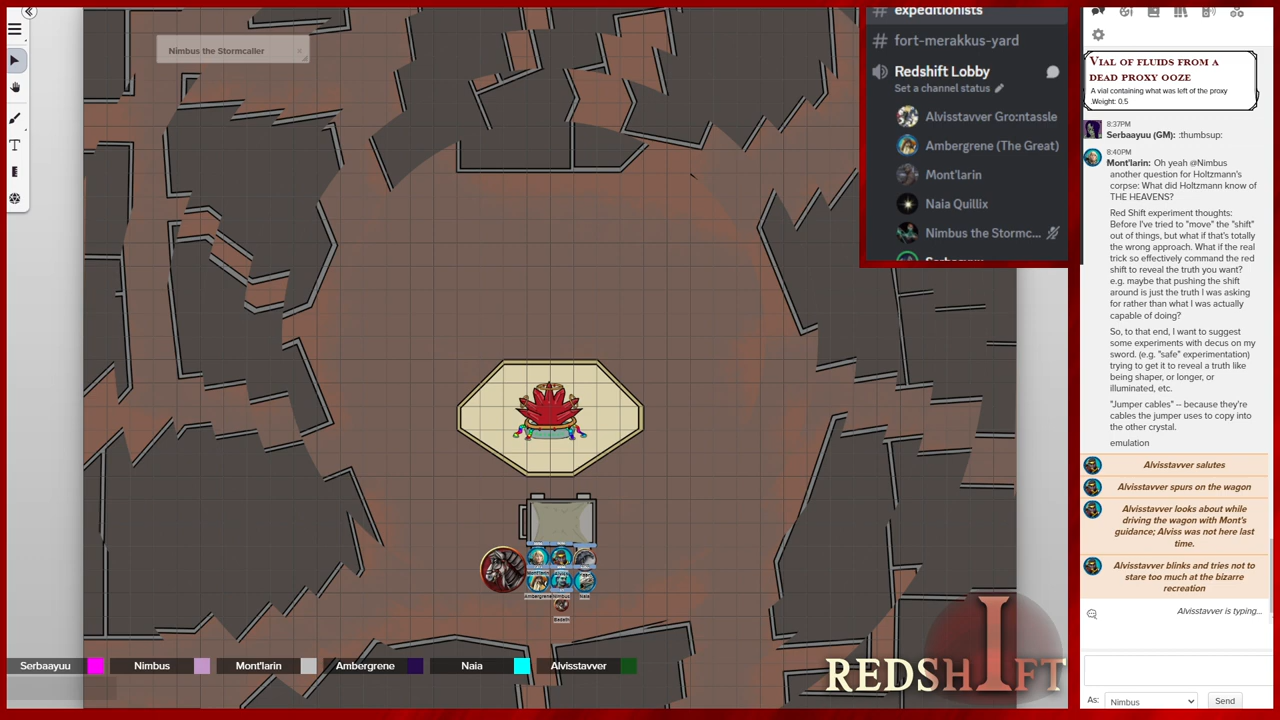 Nimbus the Stormcaller
expeditionists
# fort-merakkus-yard
Redshift Lobby
Set a channel status
Alvisstavver Gro:ntassle
Ambergrene (The Great)
Mont'larin
Naia Quillix
Nimbus the Stormc...
Vial of fluids from a
dead proxy ooze
A vial containing what was left of the proxy
.Weight: 0.5
8:37PM
Serbaayuu (GM): :thumbsup:
8:40PM
Mont'larin: Oh yeah @Nimbus
another question for Holtzmann's
corpse: What did Holtzmann know of
THE HEAVENS?
Red Shift experiment thoughts:
Before I've tried to "move" the "shift"
out of things, but what if that's totally
the wrong approach. What if the real
trick so effectively command the red
shift to reveal the truth you want?
e.g. maybe that pushing the shift
around is just the truth I was asking
for rather than what I was actually
capable of doing?
So, to that end, I want to suggest
some experiments with decus on my
sword. (e.g. "safe" experimentation)
trying to get it to reveal a truth like
being shaper, or longer, or
illuminated, etc.
"Jumper cables" -- because they're
cables the jumper uses to copy into
the other crystal.
emulation
Alvisstavver salutes
Alvisstavver spurs on the wagon
Alvisstavver looks about while
driving the wagon with Mont's
guidance; Alviss was not here last
time.
Alvisstavver blinks and tries not to
stare too much at the bizarre
recreation
Alvisstavver is typing...
As: Nimbus Send
Serbaayuu Nimbus Mont'larin Ambergrene Naia Alvisstavver
REDSHIFT